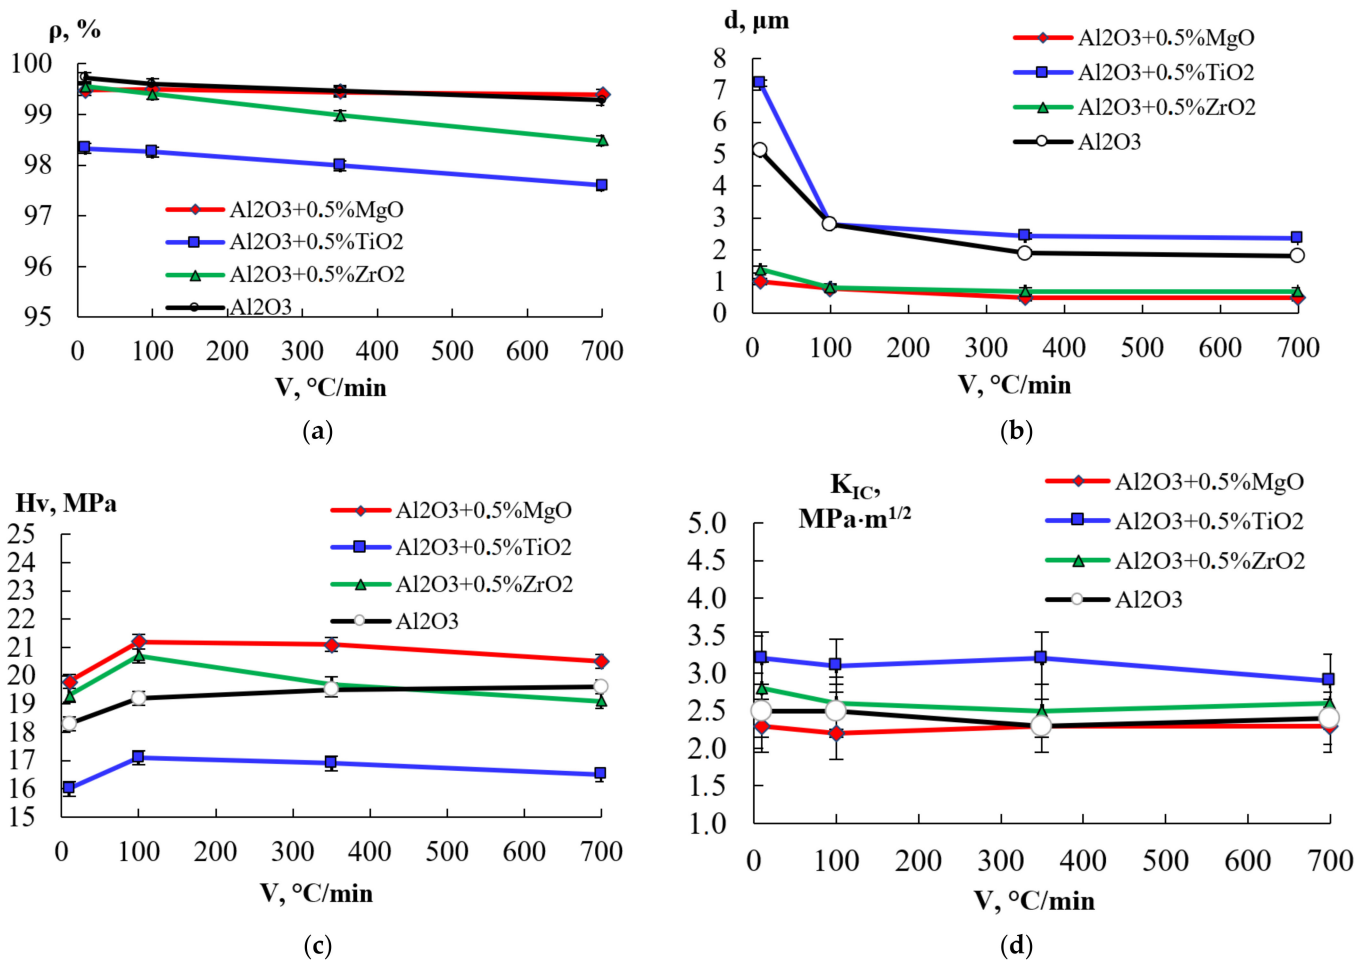 ρ, %
100
99
98
97
96
95
Al2O3+0.5%MgO
Al2O3+0.5%TiO2
Al2O3+0.5%ZrO2
Al2O3
0 100 200 300 400 500 600 700
V, °C/min
(a)
d, μm
8
7
6
5
4
3
2
1
0
Al2O3+0.5%MgO
Al2O3+0.5%TiO2
Al2O3+0.5%ZrO2
Al2O3
0 100 200 300 400 500 600 700
V, °C/min
(b)
Hv, MPa
25
24
23
22
21
20
19
18
17
16
15
Al2O3+0.5%MgO
Al2O3+0.5%TiO2
Al2O3+0.5%ZrO2
Al2O3
0 100 200 300 400 500 600 700
V, °C/min
(c)
K_IC,
MPa·m^1/2
5.0
4.5
4.0
3.5
3.0
2.5
2.0
1.0
Al2O3+0.5%MgO
Al2O3+0.5%TiO2
Al2O3+0.5%ZrO2
Al2O3
0 100 200 300 400 500 600 700
V, °C/min
(d)